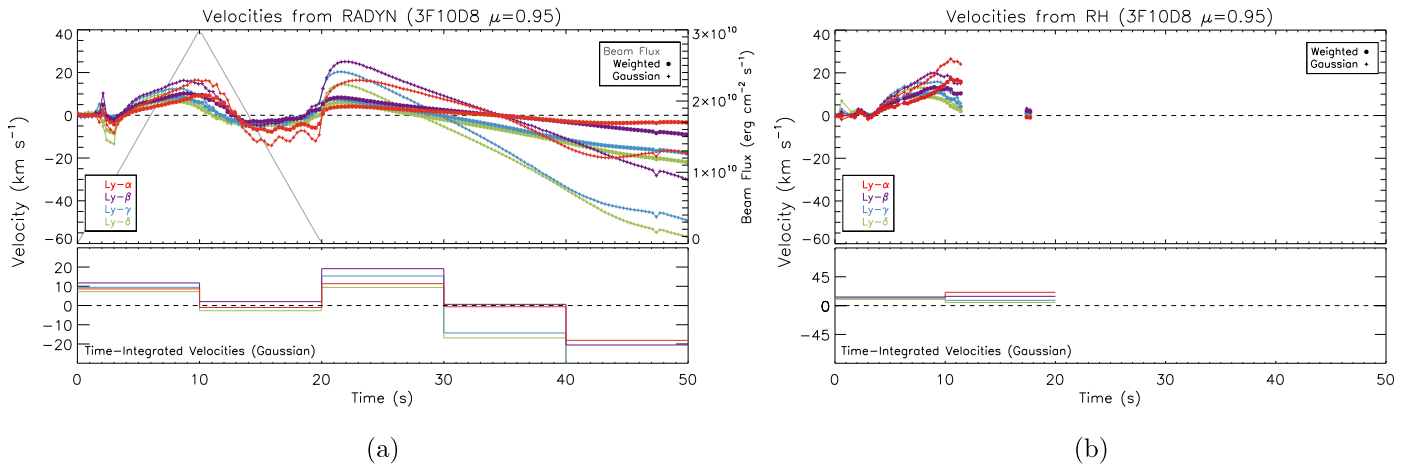 Velocities from RADYN (3F10D8 μ=0.95)
Velocity (km s⁻¹)
40
20
0
−20
−40
−60
Beam Flux
Weighted
Gaussian
Ly-α
Ly-β
Ly-γ
Ly-δ
3×10¹⁰
2×10¹⁰
1×10¹⁰
0
Beam Flux (erg cm⁻² s⁻¹)
20
10
0
−10
−20
Time-Integrated Velocities (Gaussian)
0 10 20 30 40 50
Time (s)
(a)
Velocities from RH (3F10D8 μ=0.95)
Velocity (km s⁻¹)
40
20
0
−20
−40
−60
Weighted
Gaussian
Ly-α
Ly-β
Ly-γ
Ly-δ
45
0
−45
Time-Integrated Velocities (Gaussian)
0 10 20 30 40 50
Time (s)
(b)